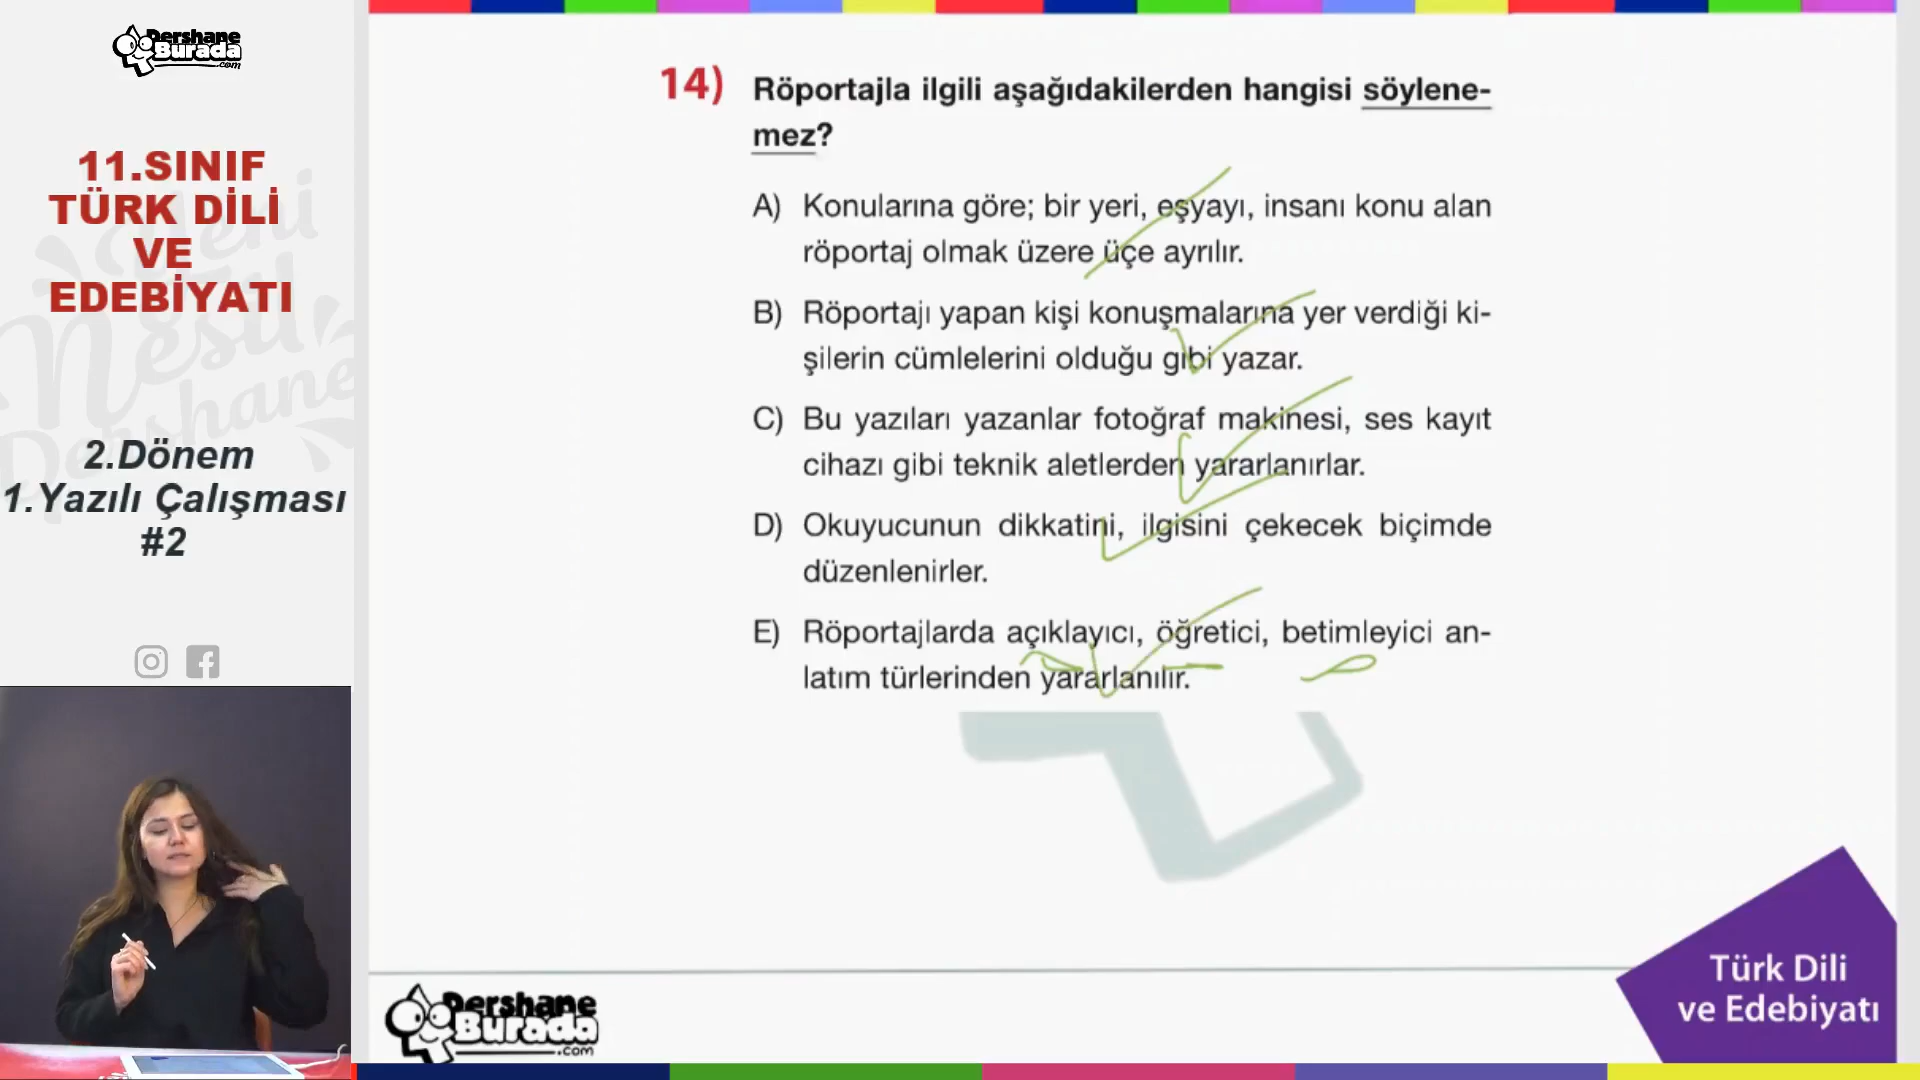 Dershane
Burada
.com
11.SINIF
TÜRK DİLİ
VE
EDEBİYATI
Yeni
Nesil
Dershane
2.Dönem
1.Yazılı Çalışması
#2
14) Röportajla ilgili aşağıdakilerden hangisi söylene-
mez?
A) Konularına göre; bir yeri, eşyayı, insanı konu alan
röportaj olmak üzere üçe ayrılır.
B) Röportajı yapan kişi konuşmalarına yer verdiği ki-
şilerin cümlelerini olduğu gibi yazar.
C) Bu yazıları yazanlar fotoğraf makinesi, ses kayıt
cihazı gibi teknik aletlerden yararlanırlar.
D) Okuyucunun dikkatini, ilgisini çekecek biçimde
düzenlenirler.
E) Röportajlarda açıklayıcı, öğretici, betimleyici an-
latım türlerinden yararlanılır.
Dershane
Burada
.com
Türk Dili
ve Edebiyatı